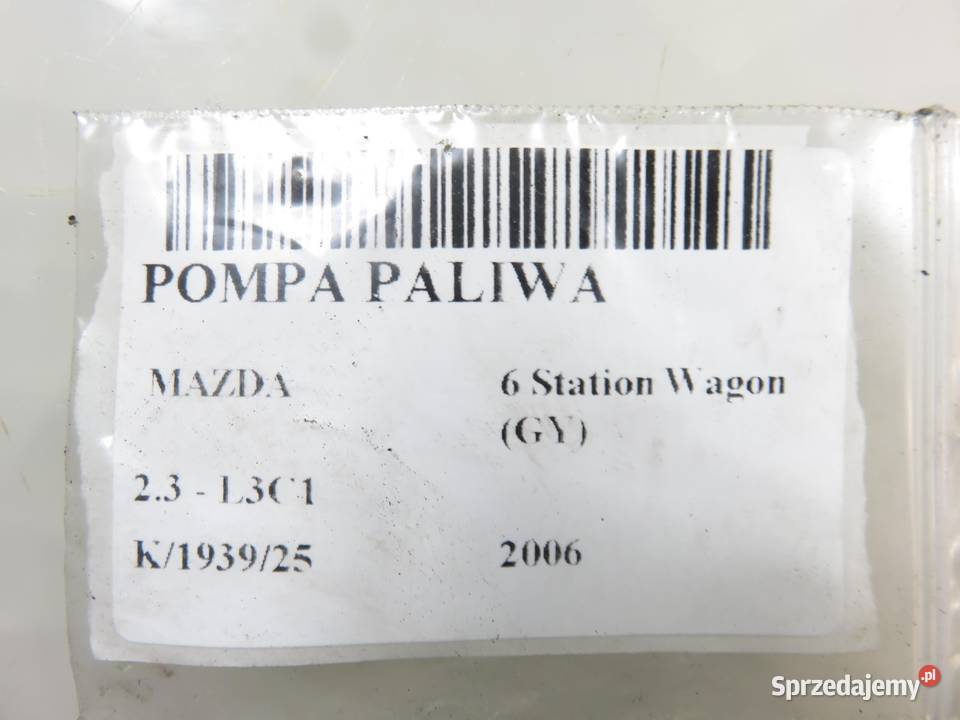 POMPA PALIWA
MAZDA
6 Station Wagon
(GY)
2.3 - L3C1
K/1939/25
2006
Sprzedajemy.pl